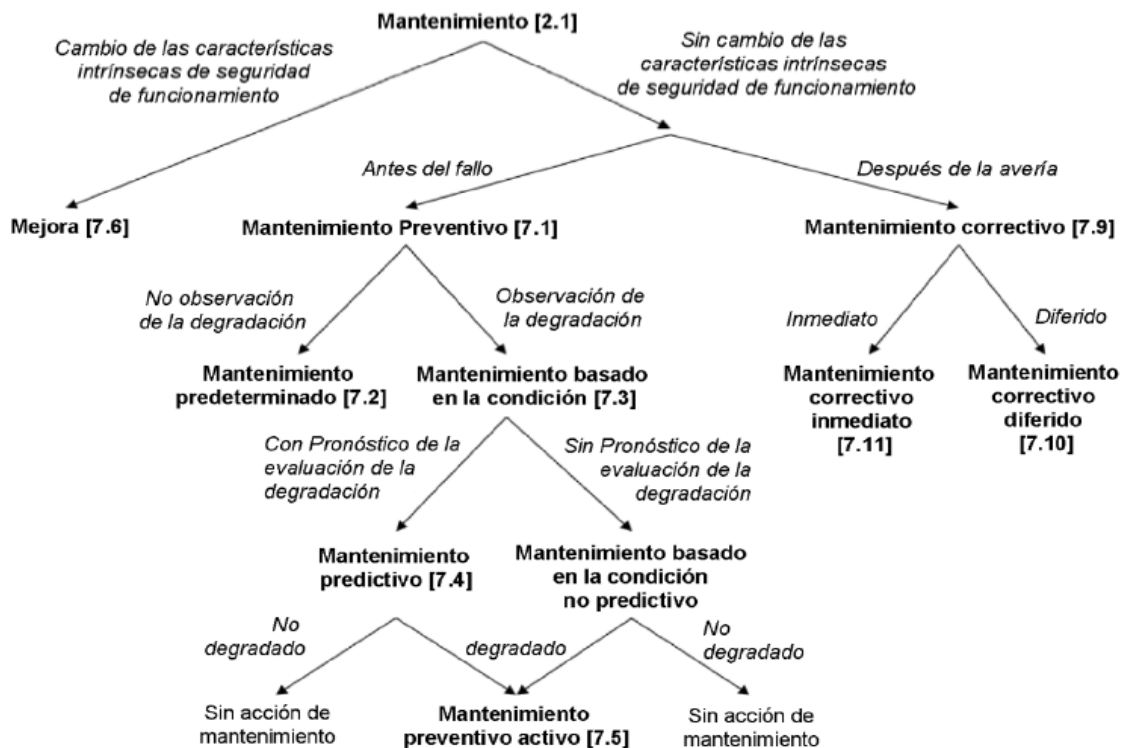 Mantenimiento [2.1]
Cambio de las características
intrínsecas de seguridad
de funcionamiento
Sin cambio de las
características intrínsecas
de seguridad de funcionamiento
Antes del fallo
Después de la avería
Mejora [7.6]
Mantenimiento Preventivo [7.1]
Mantenimiento correctivo [7.9]
No observación
de la degradación
Observación de
la degradación
Inmediato
Diferido
Mantenimiento
predeterminado [7.2]
Mantenimiento basado
en la condición [7.3]
Mantenimiento
correctivo
inmediato
[7.11]
Mantenimiento
correctivo
diferido
[7.10]
Con Pronóstico de la
evaluación de la
degradación
Sin Pronóstico de la
evaluación de la
degradación
Mantenimiento
predictivo [7.4]
Mantenimiento basado
en la condición
no predictivo
No
degradado
degradado
No
degradado
Sin acción de
mantenimiento
Mantenimiento
preventivo activo [7.5]
Sin acción de
mantenimiento